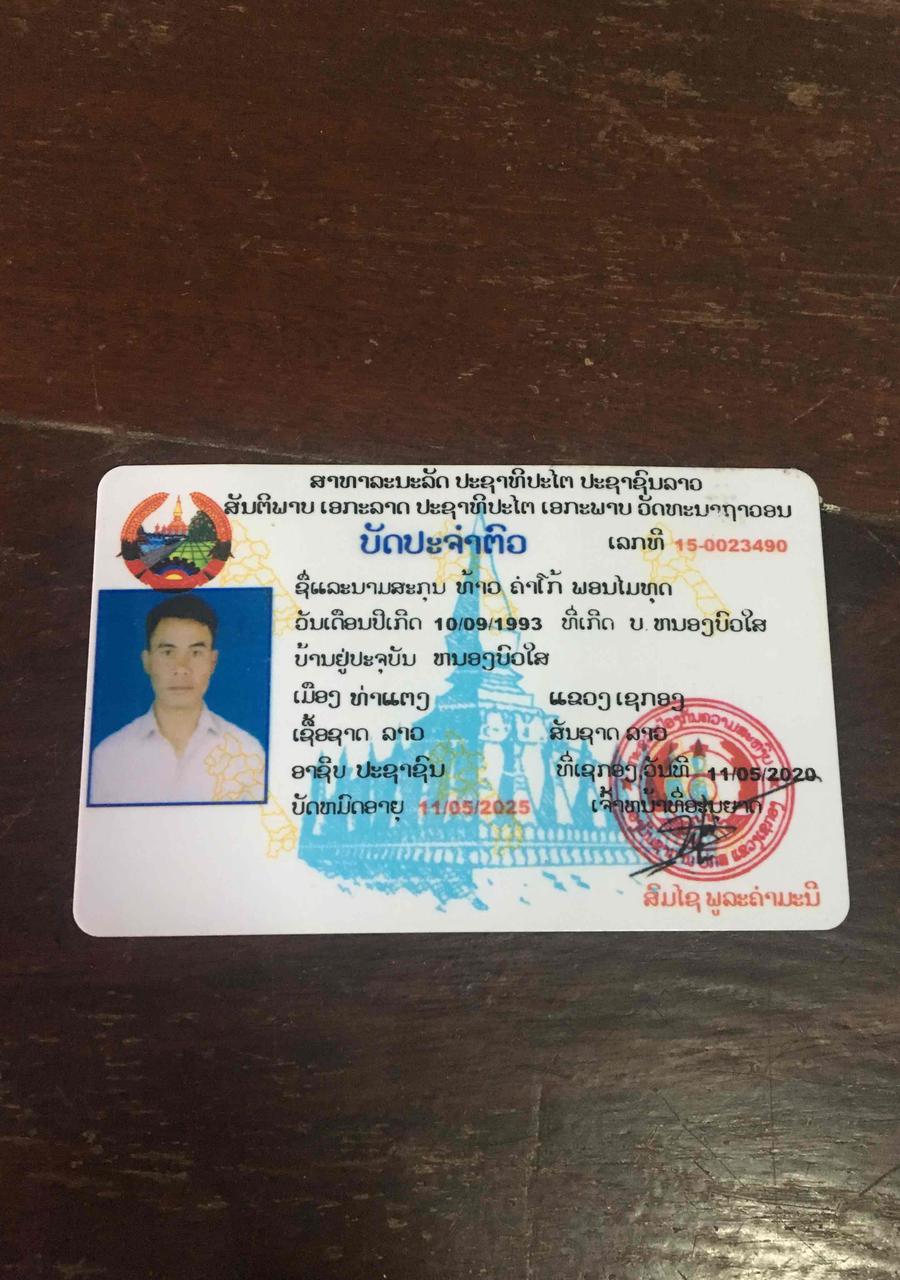 ສາທາລະນະລັດ ປະຊາທິປະໄຕ ປະຊາຊົນລາວ
ສັນຕິພາບ ເອກະລາດ ປະຊາທິປະໄຕ ເອກະພາບ ວັດທະນາຖາວອນ
ບັດປະຈຳຕົວ ເລກທີ 15-0023490
ຊື່ແລະນາມສະກຸນ ທ້າວ ຄຳໂກ້ ພອນໄມທຸດ
ວັນເດືອນປີເກີດ 10/09/1993 ທີ່ເກີດ ບ. ຫນອງບົວໃສ
ບ້ານຢູ່ປະຈຸບັນ ຫນອງບົວໃສ
ເມືອງ ທ່າແຕງ ແຂວງ ເຊກອງ
ເຊື້ອຊາດ ລາວ ສັນຊາດ ລາວ
ອາຊິບ ປະຊາຊົນ ທີ່ເຊກອງ,ວັນທີ 11/05/2020
ບັດຫມົດອາຍຸ 11/05/2025 ເຈົ້າຫນ້າທີ່ອະນຸຍາດ
ສົມໄຊ ພູລະຄຳມະນີ